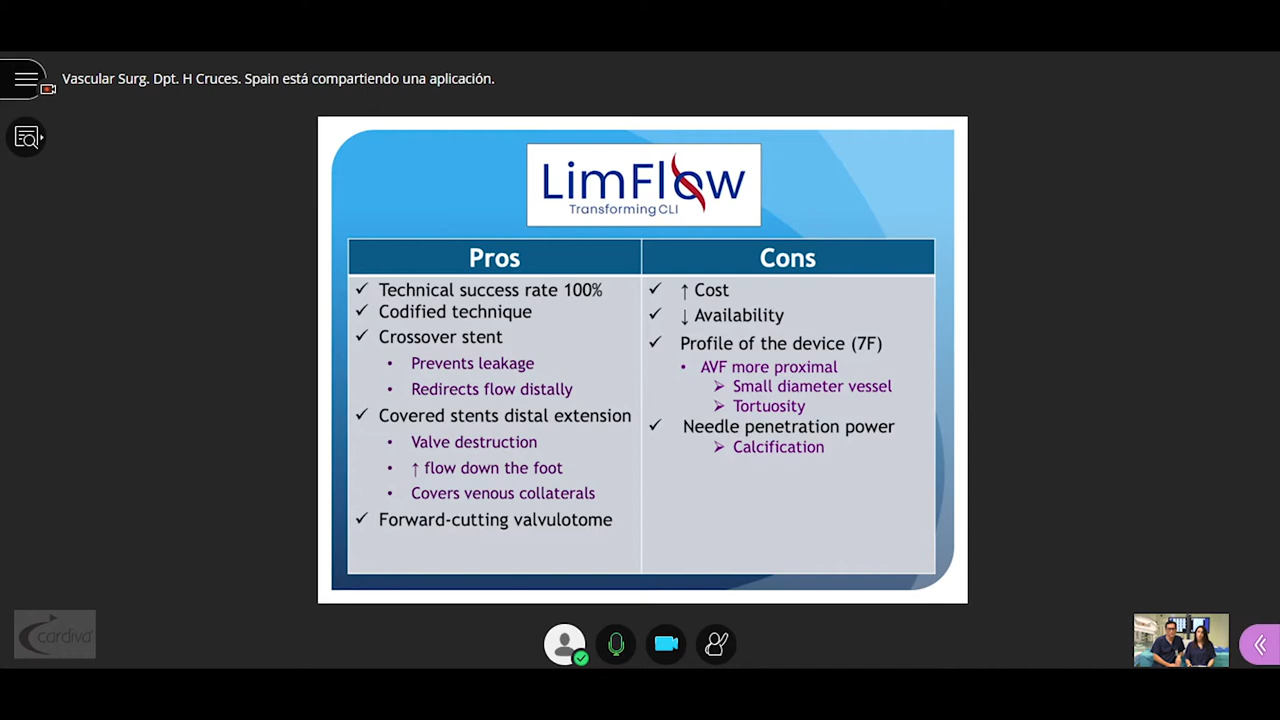 Vascular Surg. Dpt. H Cruces. Spain está compartiendo una aplicación.
LimFlow
Transforming CLI
Pros
Cons
✓ Technical success rate 100%
✓ Codified technique
✓ Crossover stent
• Prevents leakage
• Redirects flow distally
✓ Covered stents distal extension
• Valve destruction
• ↑ flow down the foot
• Covers venous collaterals
✓ Forward-cutting valvulotome
✓ ↑ Cost
✓ ↓ Availability
✓ Profile of the device (7F)
• AVF more proximal
➢ Small diameter vessel
➢ Tortuosity
✓ Needle penetration power
➢ Calcification
cardiva